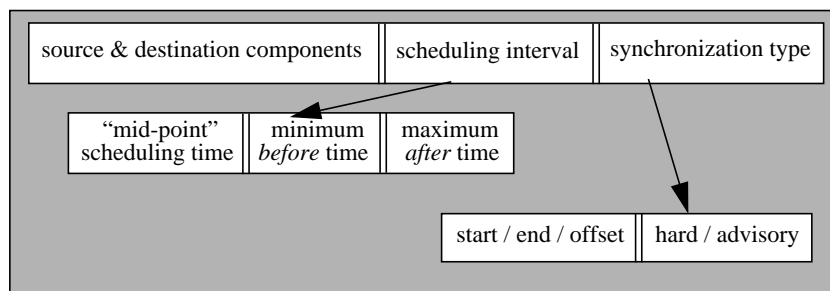 source & destination components scheduling interval synchronization type
“mid-point” minimum maximum
scheduling time before time after time
start / end / offset hard / advisory